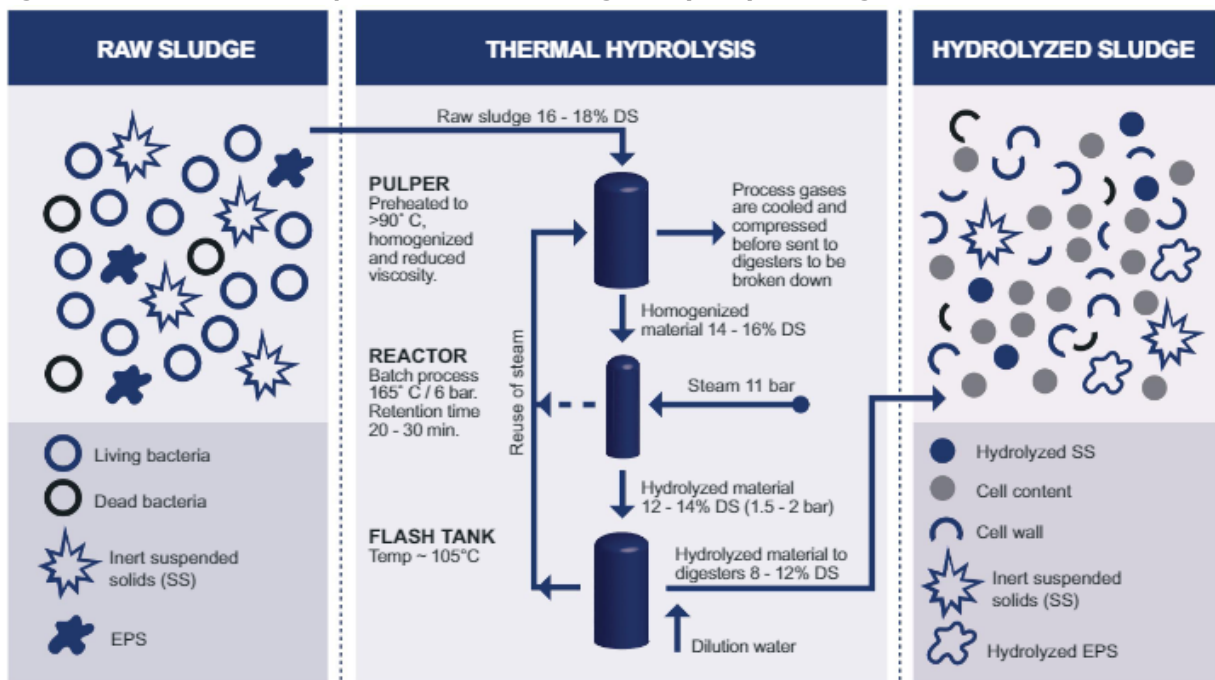 RAW SLUDGE
Living bacteria
Dead bacteria
Inert suspended
solids (SS)
EPS
THERMAL HYDROLYSIS
Raw sludge 16 - 18% DS
PULPER
Preheated to
>90˚ C,
homogenized
and reduced
viscosity.
Process gases
are cooled and
compressed
before sent to
digesters to be
broken down
Homogenized
material 14 - 16% DS
REACTOR
Batch process
165˚ C / 6 bar.
Retention time
20 - 30 min.
Reuse of steam
Steam 11 bar
Hydrolyzed material
12 - 14% DS (1.5 - 2 bar)
FLASH TANK
Temp ~ 105°C
Hydrolyzed material to
digesters 8 - 12% DS
Dilution water
HYDROLYZED SLUDGE
Hydrolyzed SS
Cell content
Cell wall
Inert suspended
solids (SS)
Hydrolyzed EPS